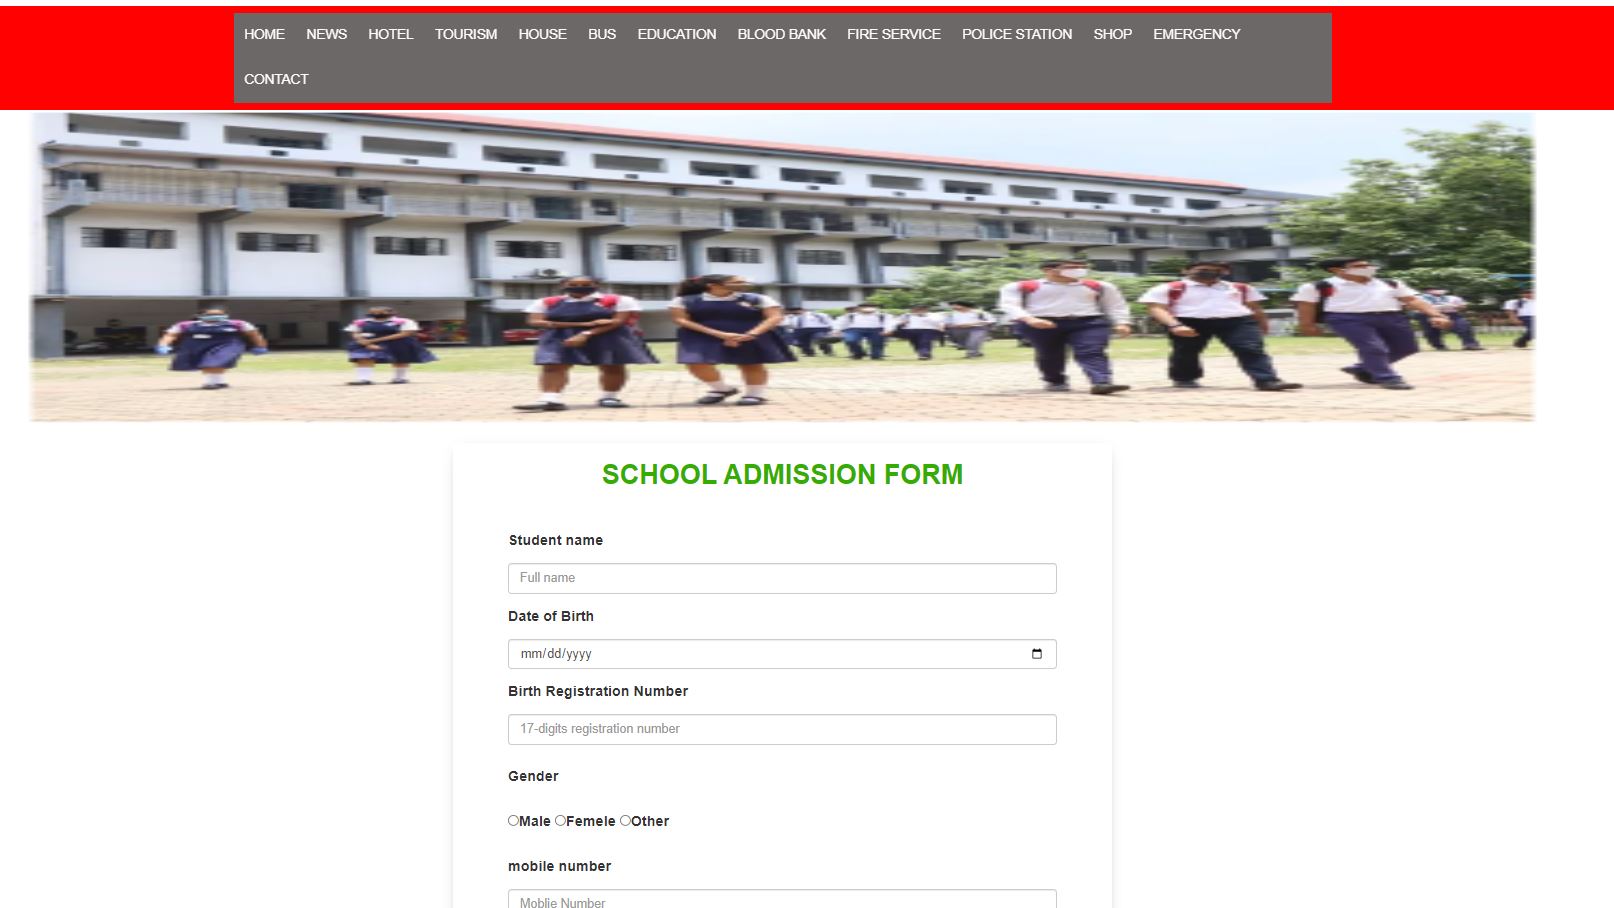 HOME NEWS HOTEL TOURISM HOUSE BUS EDUCATION BLOOD BANK FIRE SERVICE POLICE STATION SHOP EMERGENCY
CONTACT
SCHOOL ADMISSION FORM
Student name
Full name
Date of Birth
mm/dd/yyyy
Birth Registration Number
17-digits registration number
Gender
Male Femele Other
mobile number
Moblie Number